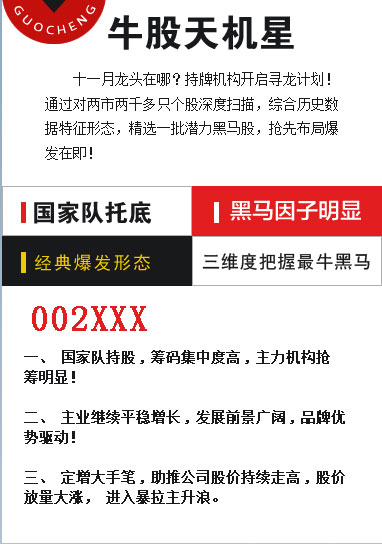 GUOCHENG
牛股天机星
十一月龙头在哪？持牌机构开启寻龙计划！
通过对两市两千多只个股深度扫描，综合历史数
据特征形态，精选一批潜力黑马股，抢先布局爆
发在即！
国家队托底
黑马因子明显
经典爆发形态
三维度把握最牛黑马
002XXX
一、 国家队持股，筹码集中度高，主力机构抢
筹明显！
二、 主业继续平稳增长，发展前景广阔，品牌优
势驱动！
三、 定增大手笔，助推公司股价持续走高，股价
放量大涨， 进入暴拉主升浪。